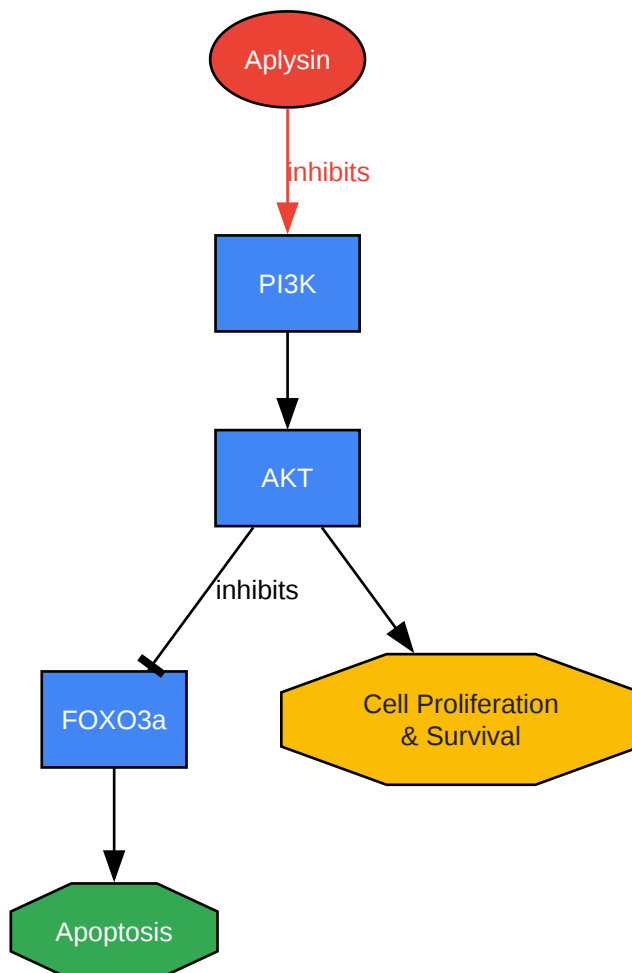 Aplysin
inhibits
PI3K
AKT
inhibits
FOXO3a
Cell Proliferation
& Survival
Apoptosis